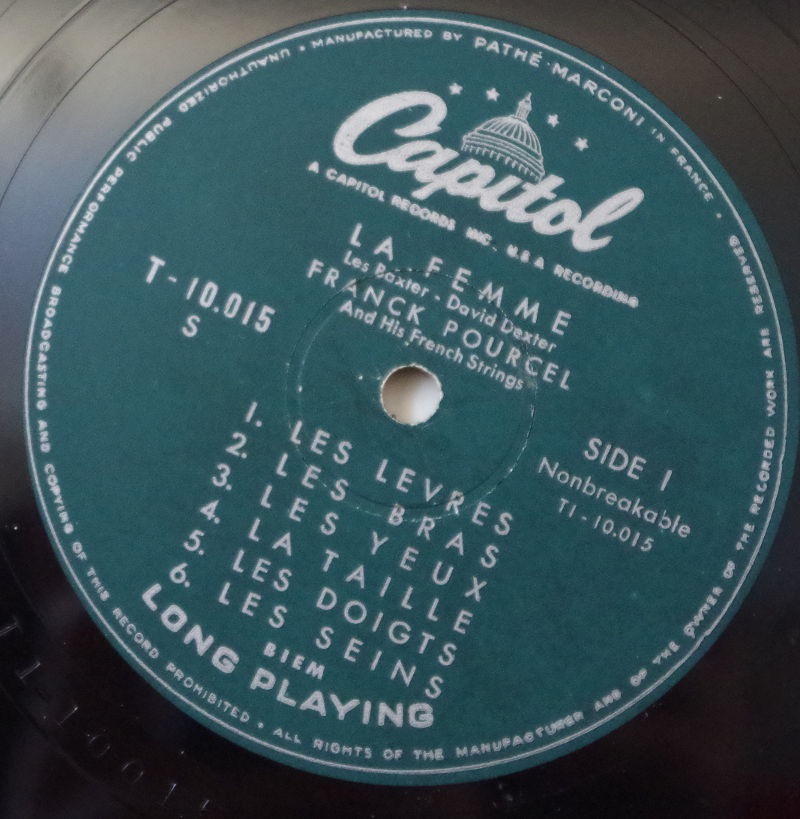 UNAUTHORIZED PUBLIC PERFORMANCE BROADCASTING AND COPYING OF THIS RECORD PROHIBITED • ALL RIGHTS OF THE MANUFACTURER AND OF THE OWNER OF THE RECORDED WORK ARE RESERVED • MANUFACTURED BY PATHÉ-MARCONI IN FRANCE •
Capitol
A CAPITOL RECORDS INC. U.S A RECORDING
LA FEMME
Les Baxter - David Dexter
FRANCK POURCEL
And His French Strings
T-10.015
S
SIDE 1
Nonbreakable
T1-10.015
1. LES LEVRES
2. LES BRAS
3. LES YEUX
4. LA TAILLE
5. LES DOIGTS
6. LES SEINS
BIEM
LONG PLAYING